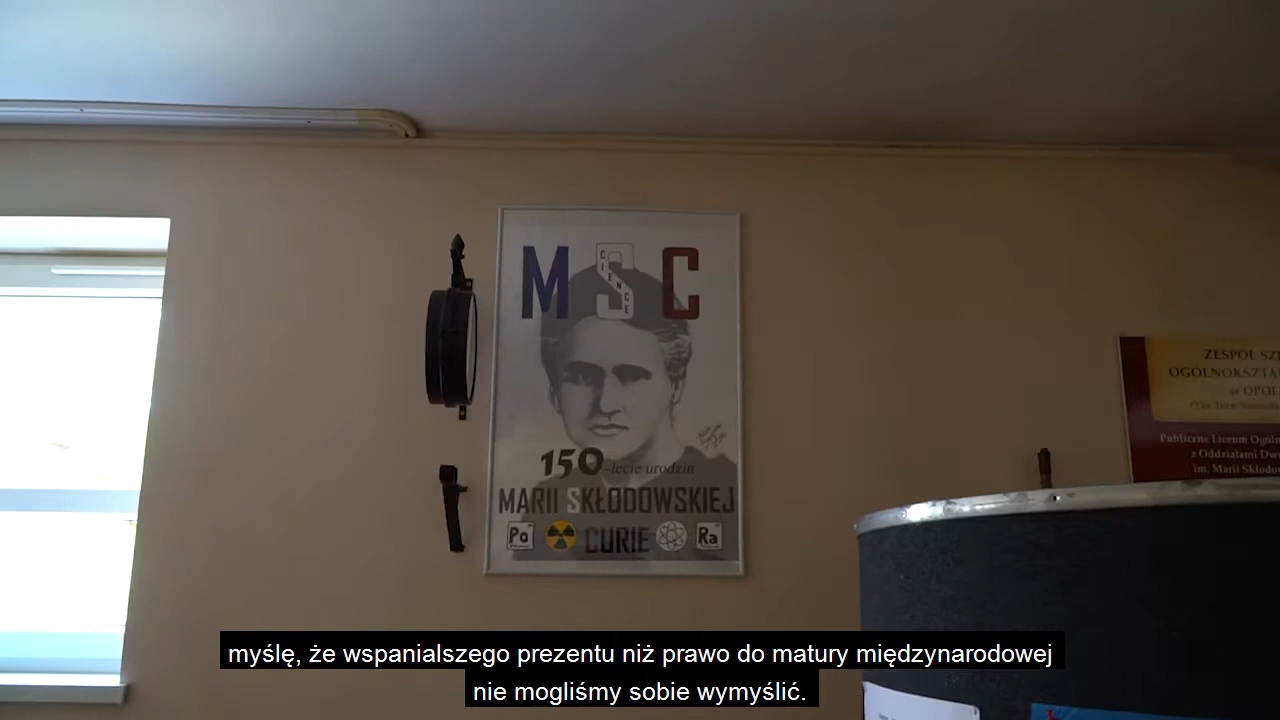 M S C
CIENCE
150-lecie urodzin
MARII SKŁODOWSKIEJ
Po CURIE Ra
ZESPÓŁ SZ
OGÓLNOKSZTA
w OPOL
Publiczne Liceum Ogóln
z Oddziałami Dwu
im. Marii Skłodo
myślę, że wspanialszego prezentu niż prawo do matury międzynarodowej
nie mogliśmy sobie wymyślić.